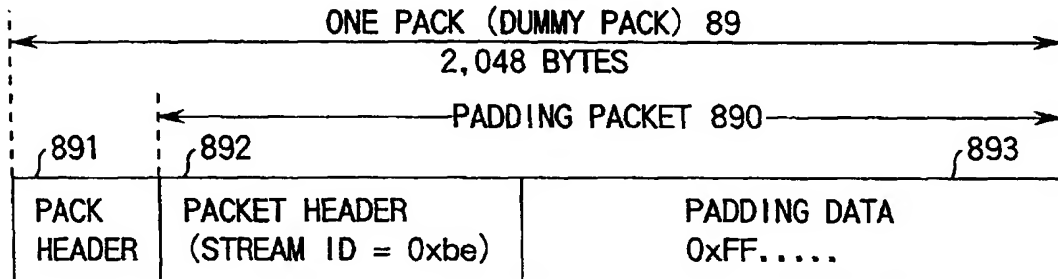 ONE PACK (DUMMY PACK) 89
2,048 BYTES
PADDING PACKET 890
891 892 893
PACK HEADER
PACKET HEADER
(STREAM ID = 0xbe)
PADDING DATA
0xFF.....